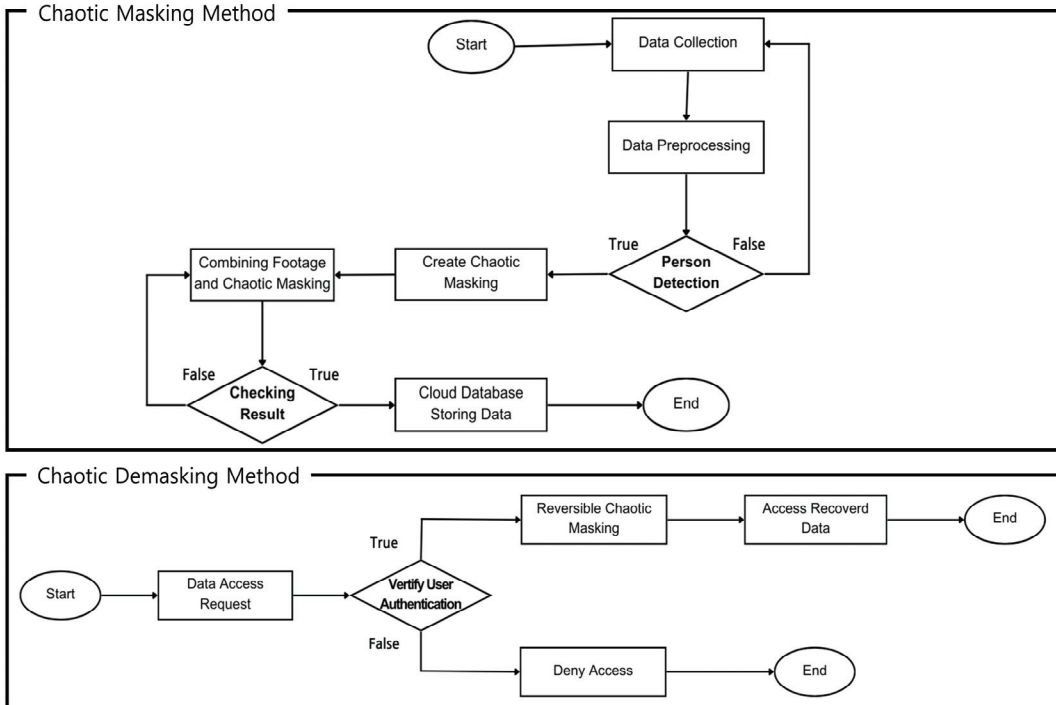 Chaotic Masking Method
Start
Data Collection
Data Preprocessing
True
False
Person
Detection
Create Chaotic
Masking
Combining Footage
and Chaotic Masking
False
True
Checking
Result
Cloud Database
Storing Data
End
Chaotic Demasking Method
Start
Data Access
Request
True
Vertify User
Authentication
False
Reversible Chaotic
Masking
Access Recoverd
Data
End
Deny Access
End